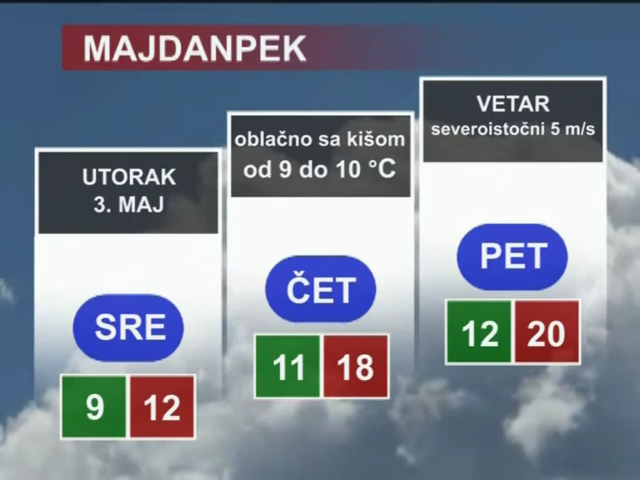 MAJDANPEK
UTORAK
3. MAJ
oblačno sa kišom
od 9 do 10 °C
VETAR
severoistočni 5 m/s
SRE
9 12
ČET
11 18
PET
12 20